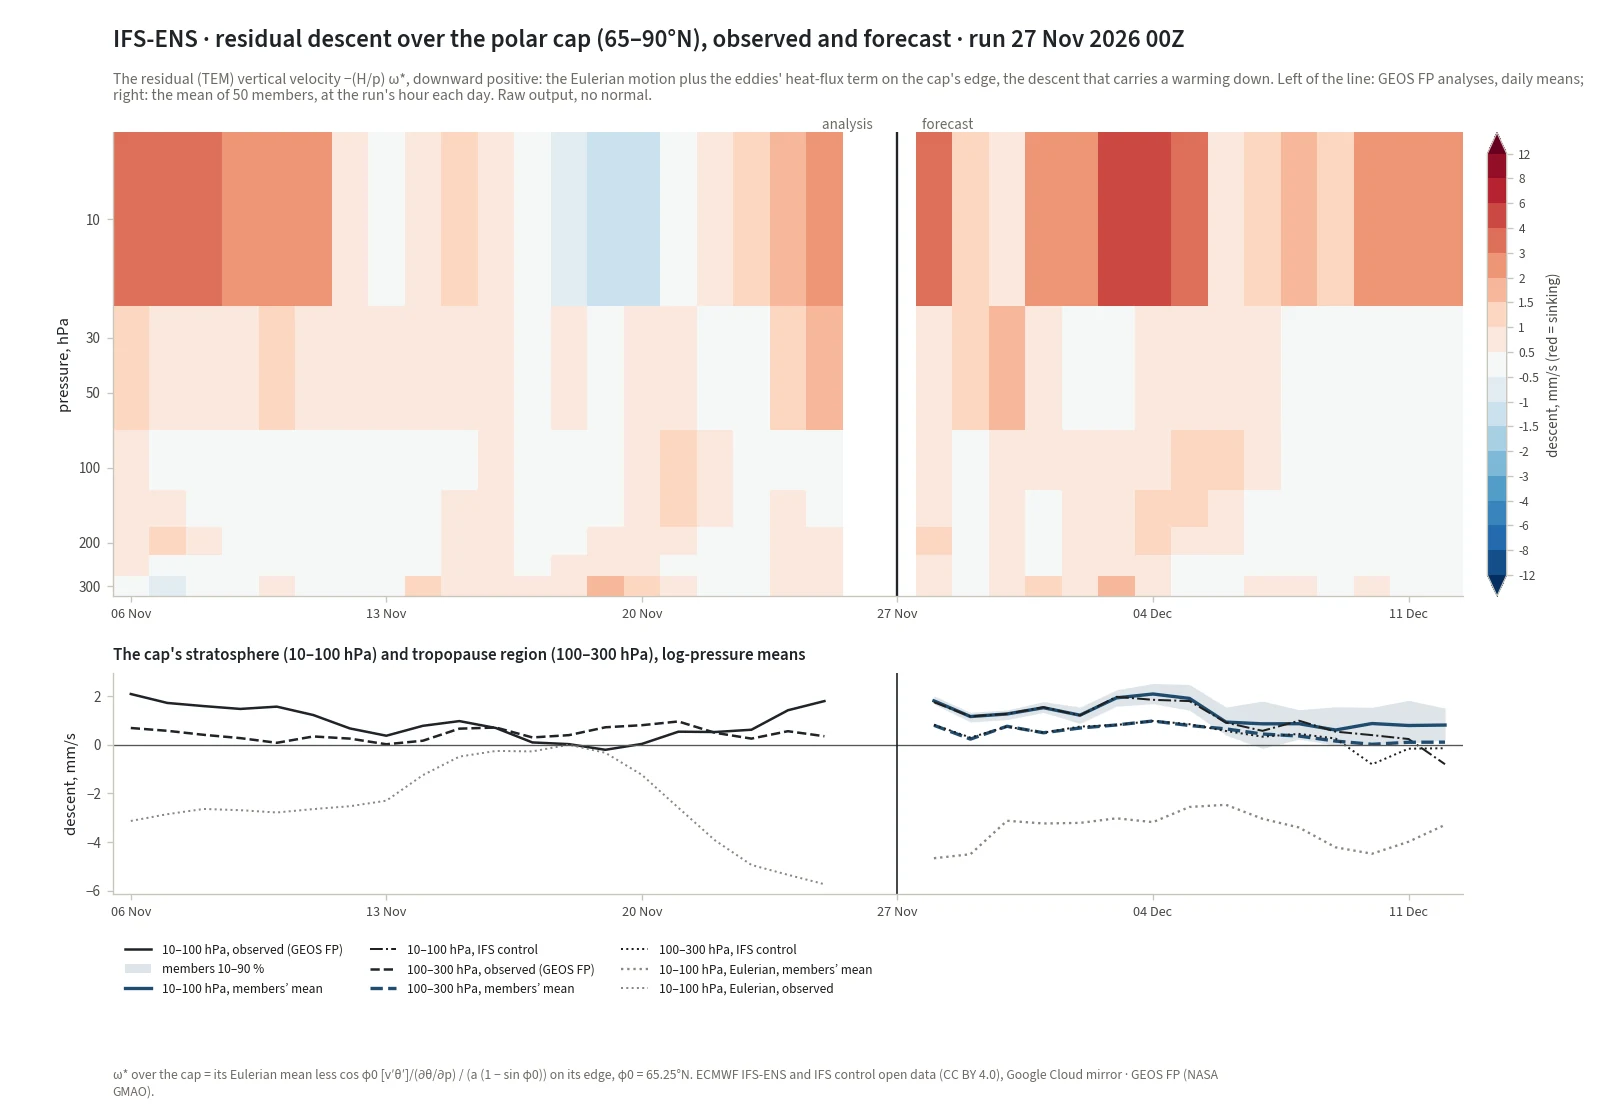 IFS-ENS · residual descent over the polar cap (65–90°N), observed and forecast · run 27 Nov 2026 00Z
The residual (TEM) vertical velocity −(H/p) ω*, downward positive: the Eulerian motion plus the eddies' heat-flux term on the cap's edge, the descent that carries a warming down. Left of the line: GEOS FP analyses, daily means;
right: the mean of 50 members, at the run's hour each day. Raw output, no normal.
analysis
forecast
pressure, hPa
10
30
50
100
200
300
06 Nov
13 Nov
20 Nov
27 Nov
04 Dec
11 Dec
12
8
6
4
3
2
1.5
1
0.5
-0.5
-1
-1.5
-2
-3
-4
-6
-8
-12
descent, mm/s (red = sinking)
The cap's stratosphere (10–100 hPa) and tropopause region (100–300 hPa), log-pressure means
descent, mm/s
2
0
−2
−4
−6
06 Nov
13 Nov
20 Nov
27 Nov
04 Dec
11 Dec
10–100 hPa, observed (GEOS FP)
members 10–90 %
10–100 hPa, members’ mean
10–100 hPa, IFS control
100–300 hPa, observed (GEOS FP)
100–300 hPa, members’ mean
100–300 hPa, IFS control
10–100 hPa, Eulerian, members’ mean
10–100 hPa, Eulerian, observed
ω* over the cap = its Eulerian mean less cos φ0 [v′θ′]/(∂θ/∂p) / (a (1 − sin φ0)) on its edge, φ0 = 65.25°N. ECMWF IFS-ENS and IFS control open data (CC BY 4.0), Google Cloud mirror · GEOS FP (NASA
GMAO).